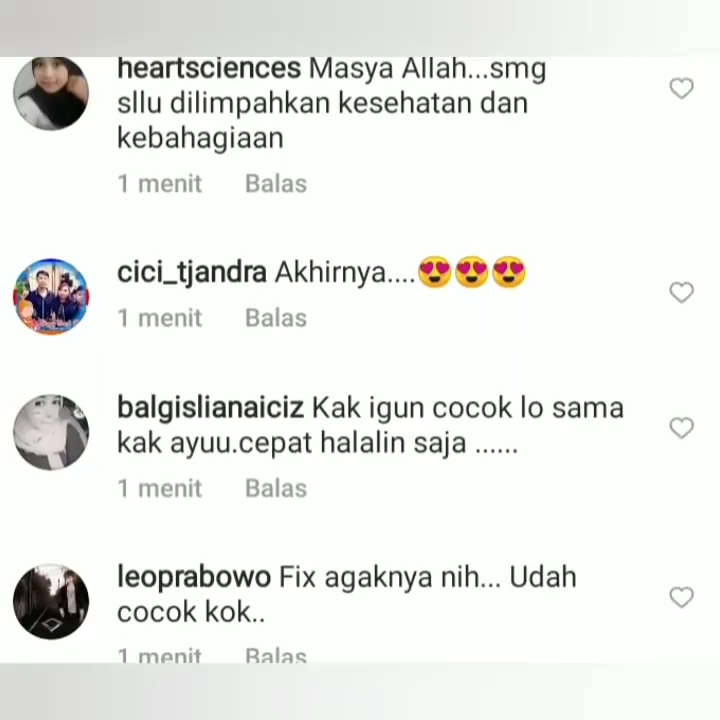 heartsciences Masya Allah...smg
sllu dilimpahkan kesehatan dan
kebahagiaan
1 menit Balas
cici_tjandra Akhirnya....😍😍😍
1 menit Balas
balgislianaiciz Kak igun cocok lo sama
kak ayuu.cepat halalin saja ......
1 menit Balas
leoprabowo Fix agaknya nih... Udah
cocok kok..
1 menit Balas